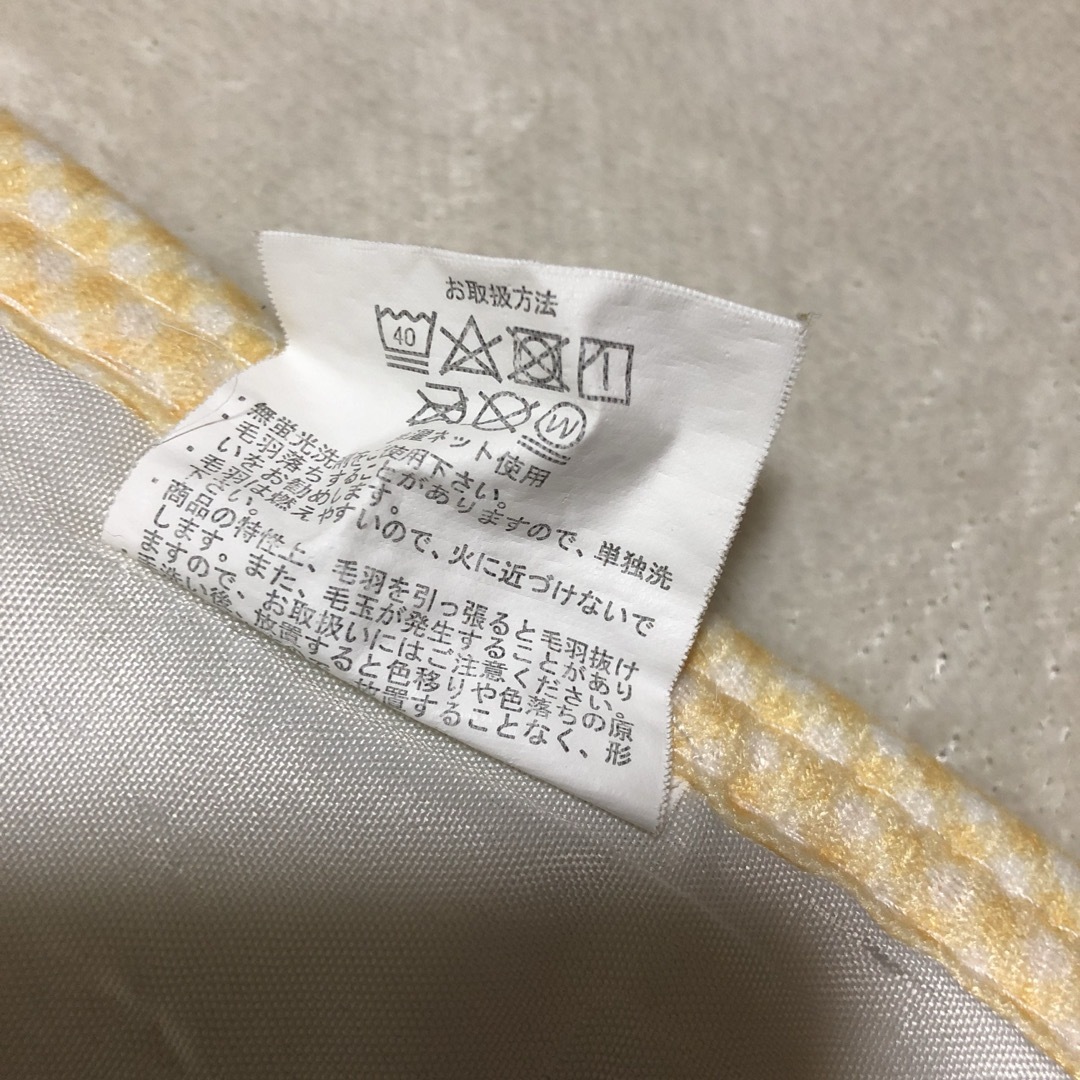 お取扱方法
40
W
ネット使用
・無蛍光洗 使用下さい。
・毛羽落ちすることがありますので、単独洗
いをお勧めします。
・毛羽は燃えやすいので、火に近づけないで
下さい。
・商品の特性上、毛羽を引っ張ると毛羽抜け
します。また、毛玉が発生することがあり
ますので、お取扱いにはご注意ください。
洗い後、放置すると色移りや色落ちの原
放置することなく、形